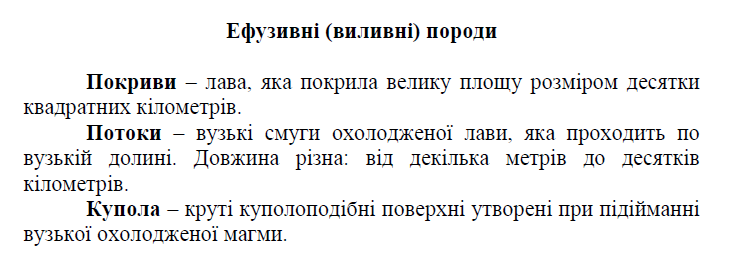 Ефузивні (виливні) породи
Покриви – лава, яка покрила велику площу розміром десятки
квадратних кілометрів.
Потоки – вузькі смуги охолодженої лави, яка проходить по
вузькій долині. Довжина різна: від декілька метрів до десятків
кілометрів.
Купола – круті куполоподібні поверхні утворені при підійманні
вузької охолодженої магми.